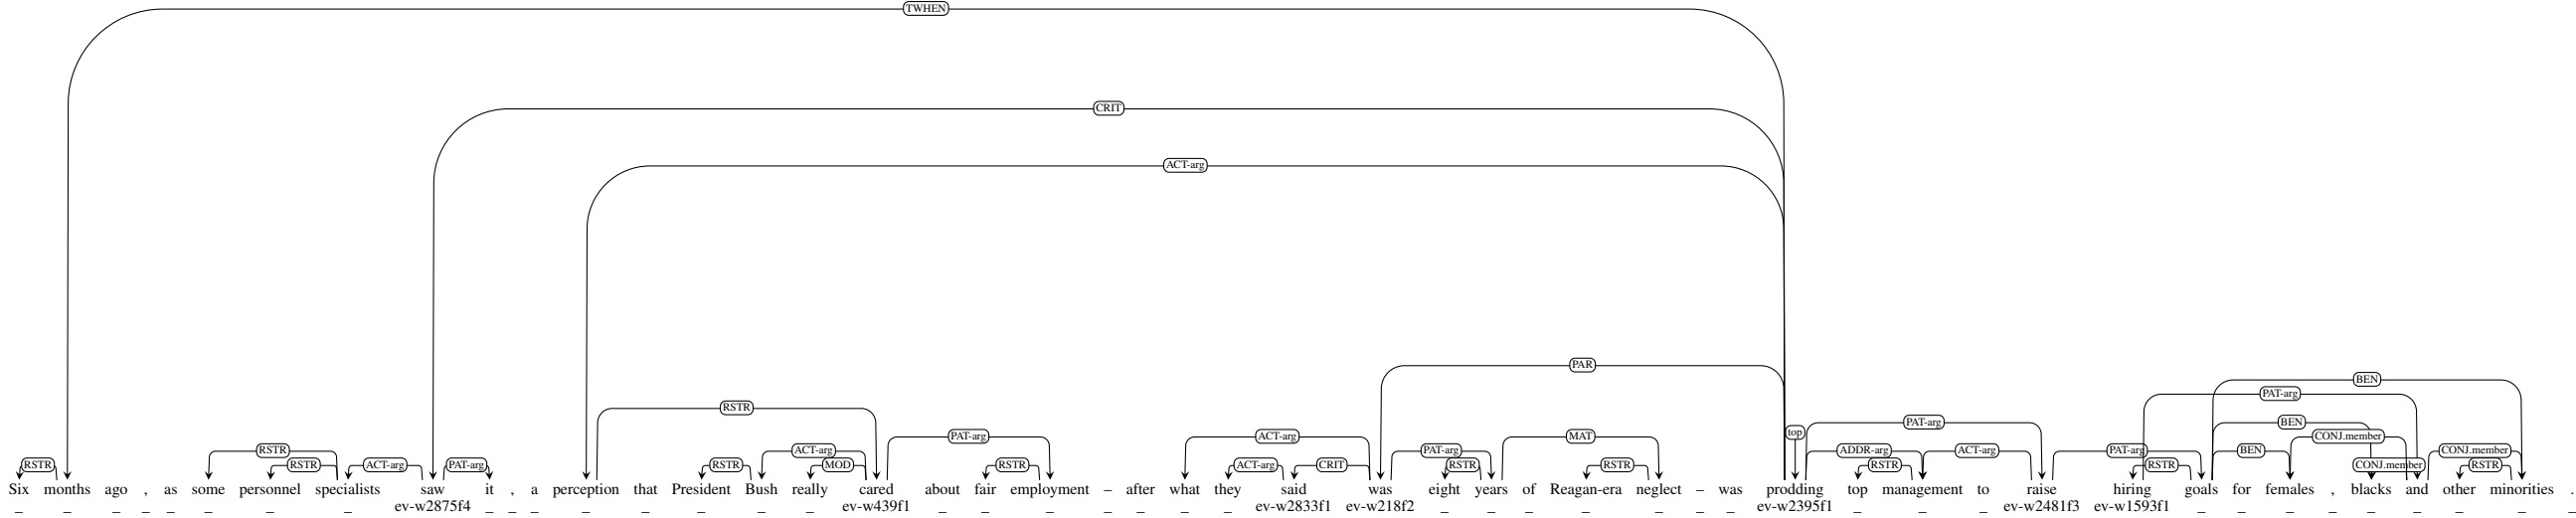 TWHEN
CRIT
ACT-arg
PAR
BEN
PAT-arg
RSTR
PAT-arg
BEN
top
PAT-arg ACT-arg CONJ.member
RSTR ACT-arg PAT-arg MAT ADDR-arg ACT-arg PAT-arg BEN CONJ.member
RSTR RSTR ACT-arg PAT-arg RSTR MOD RSTR ACT-arg CRIT RSTR RSTR RSTR RSTR CONJ.member RSTR
Six months ago , as some personnel specialists saw it , a perception that President Bush really cared about fair employment – after what they said was eight years of Reagan-era neglect – was prodding top management to raise hiring goals for females , blacks and other minorities .
ev-w2875f4 ev-w439f1 ev-w2833f1 ev-w218f2 ev-w2395f1 ev-w2481f3 ev-w1593f1